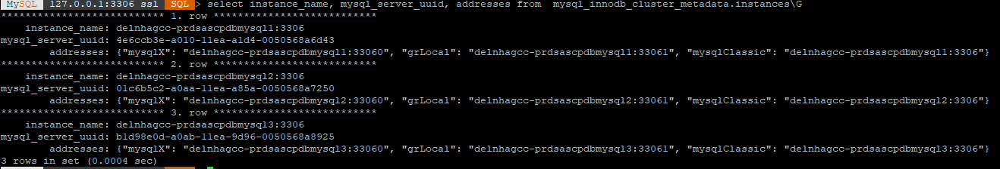 MySQL 127.0.0.1:3306 ssl SQL > select instance_name, mysql_server_uuid, addresses from mysql_innodb_cluster_metadata.instances\G
*************************** 1. row ***************************
instance_name: delnhagcc-prdsascpdbmysql1:3306
mysql_server_uuid: 4e6ccb3e-a010-11ea-a1d4-0050568a6d43
addresses: {"mysqlX": "delnhagcc-prdsascpdbmysql1:33060", "grLocal": "delnhagcc-prdsascpdbmysql1:33061", "mysqlClassic": "delnhagcc-prdsascpdbmysql1:3306"}
*************************** 2. row ***************************
instance_name: delnhagcc-prdsascpdbmysql2:3306
mysql_server_uuid: 01c6b5c2-a0aa-11ea-a85a-0050568a7250
addresses: {"mysqlX": "delnhagcc-prdsascpdbmysql2:33060", "grLocal": "delnhagcc-prdsascpdbmysql2:33061", "mysqlClassic": "delnhagcc-prdsascpdbmysql2:3306"}
*************************** 3. row ***************************
instance_name: delnhagcc-prdsascpdbmysql3:3306
mysql_server_uuid: b1d98e0d-a0ab-11ea-9d96-0050568a8925
addresses: {"mysqlX": "delnhagcc-prdsascpdbmysql3:33060", "grLocal": "delnhagcc-prdsascpdbmysql3:33061", "mysqlClassic": "delnhagcc-prdsascpdbmysql3:3306"}
3 rows in set (0.0004 sec)